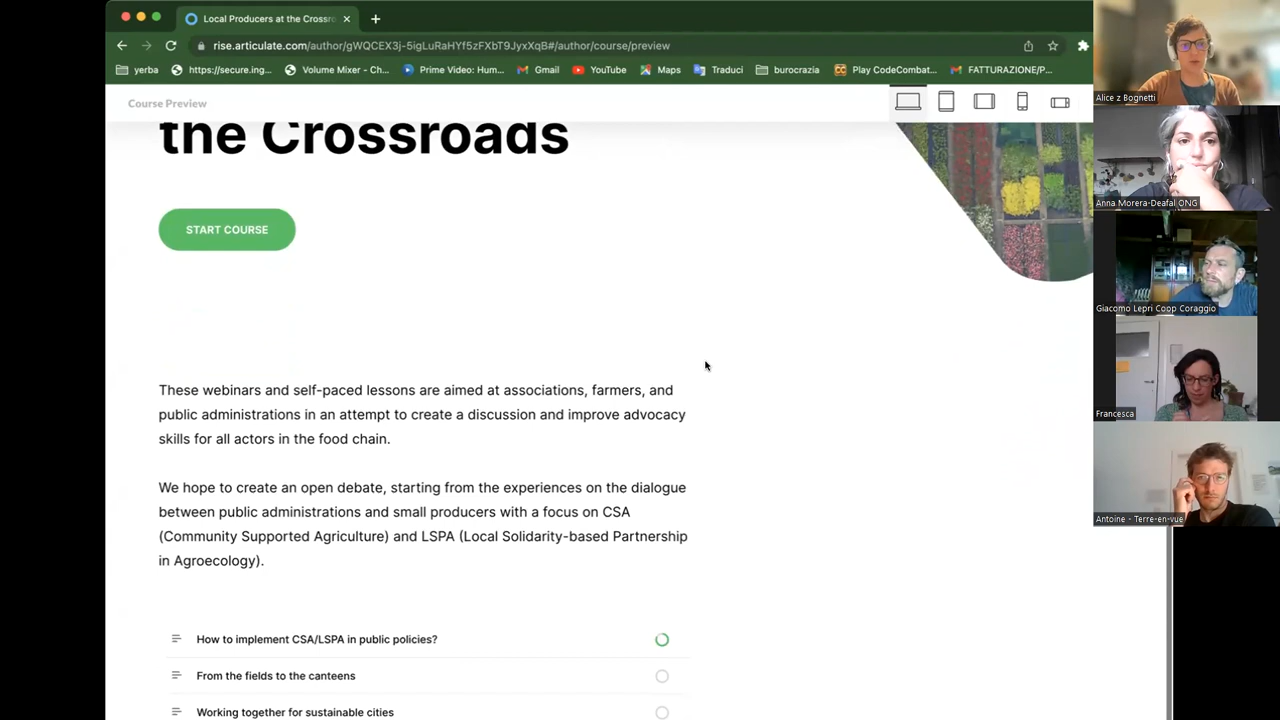 Local Producers at the Crossro
rise.articulate.com/author/gWQCEX3j-5igLuRaHYf5zFXbT9JyxXqB#/author/course/preview
yerba
https://secure.ing...
Volume Mixer - Ch...
Prime Video: Hum...
Gmail
YouTube
Maps
Traduci
burocrazia
Play CodeCombat...
FATTURAZIONE/P...
Course Preview
the Crossroads
START COURSE
These webinars and self-paced lessons are aimed at associations, farmers, and
public administrations in an attempt to create a discussion and improve advocacy
skills for all actors in the food chain.
We hope to create an open debate, starting from the experiences on the dialogue
between public administrations and small producers with a focus on CSA
(Community Supported Agriculture) and LSPA (Local Solidarity-based Partnership
in Agroecology).
How to implement CSA/LSPA in public policies?
From the fields to the canteens
Working together for sustainable cities
Alice z Bognetti
Anna Morera-Deafal ONG
Giacomo Lepri Coop Coraggio
Francesca
Antoine - Terre-en-vue